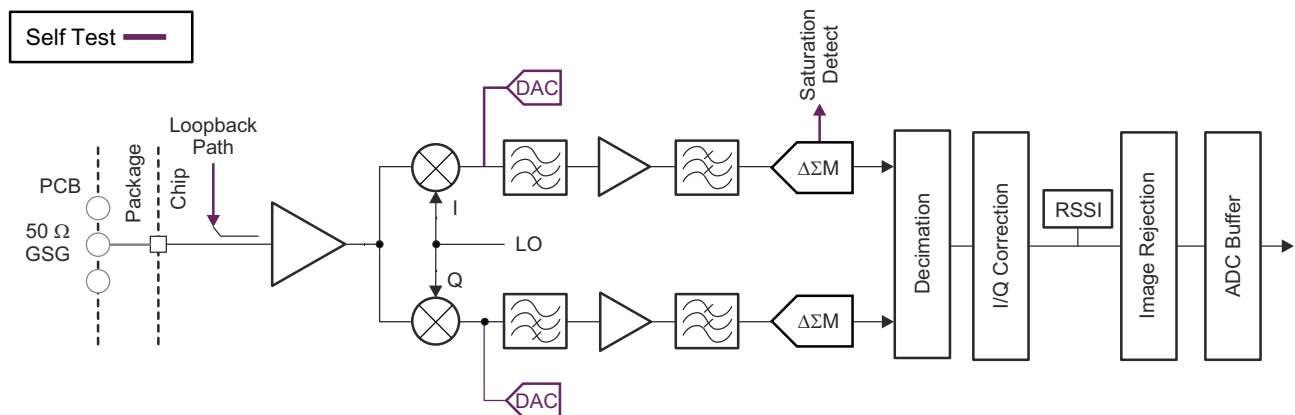 Self Test
DAC
Saturation
Detect
Loopback
Path
PCB
Package
Chip
50 Ω
GSG
I
LO
Q
ΔΣM
ΔΣM
DAC
Decimation
I/Q Correction
RSSI
Image Rejection
ADC Buffer